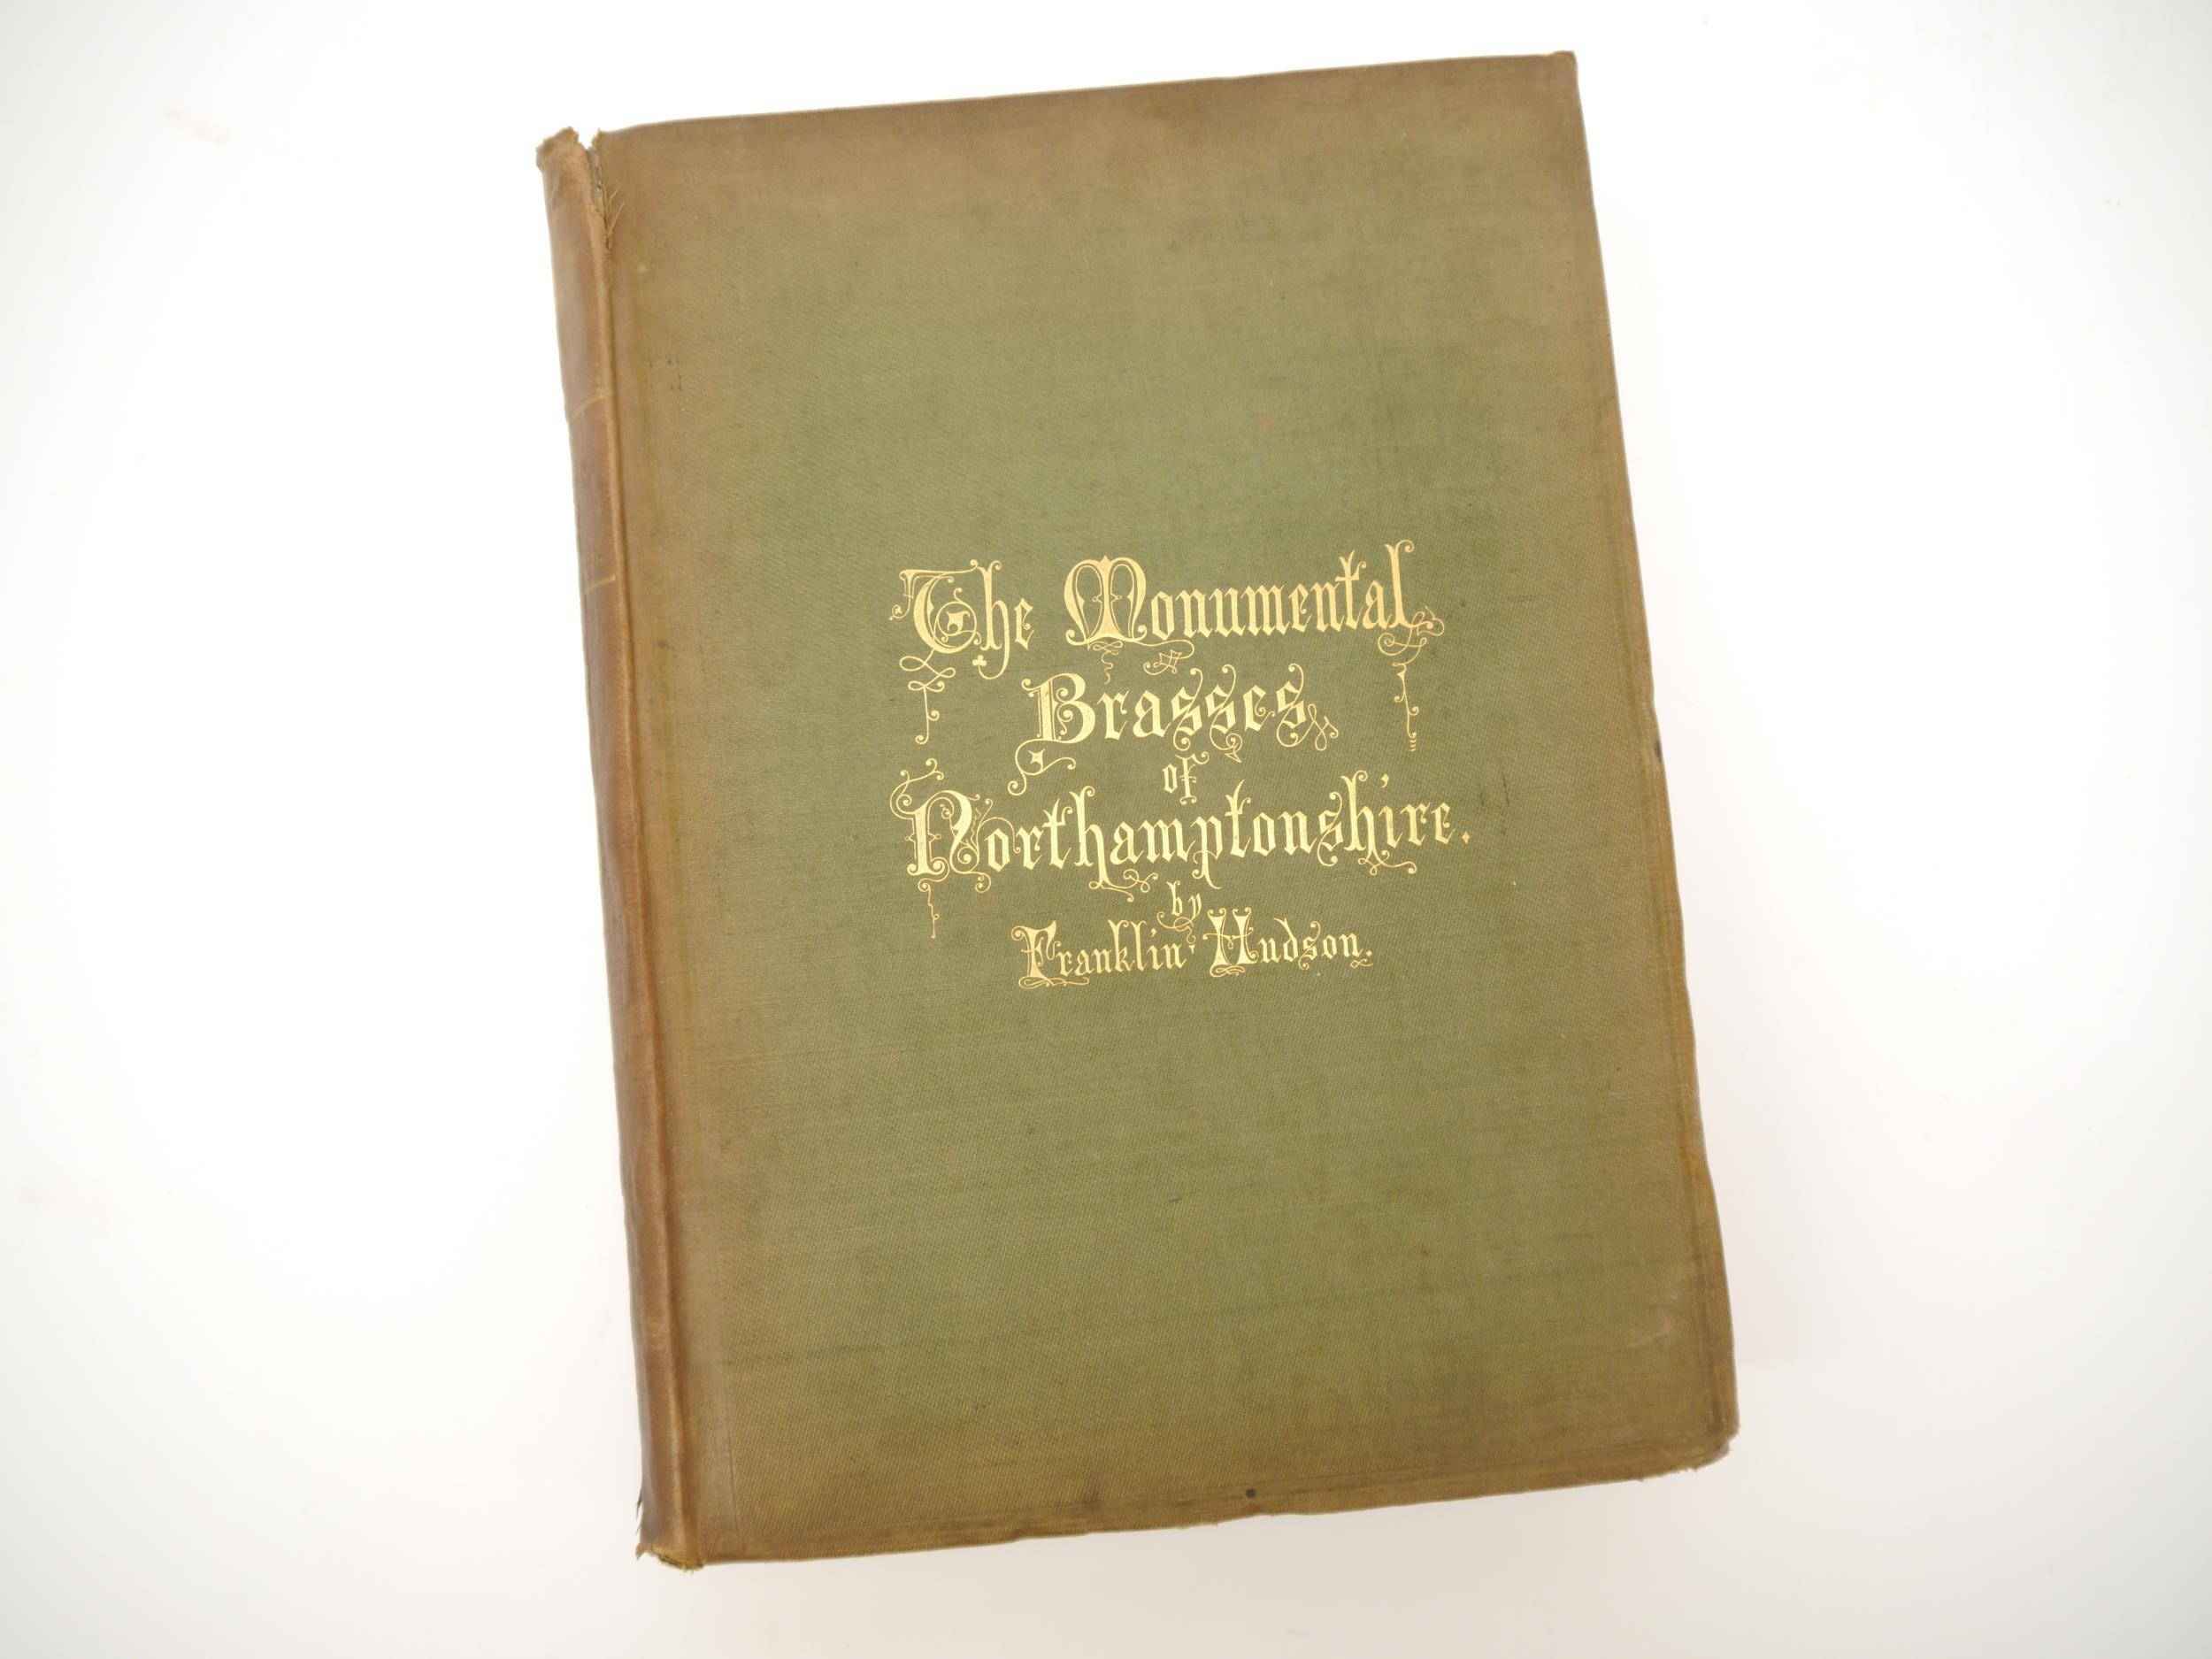 The Monumental
Brasses
of
Northamptonshire.
by
Franklin Hudson.